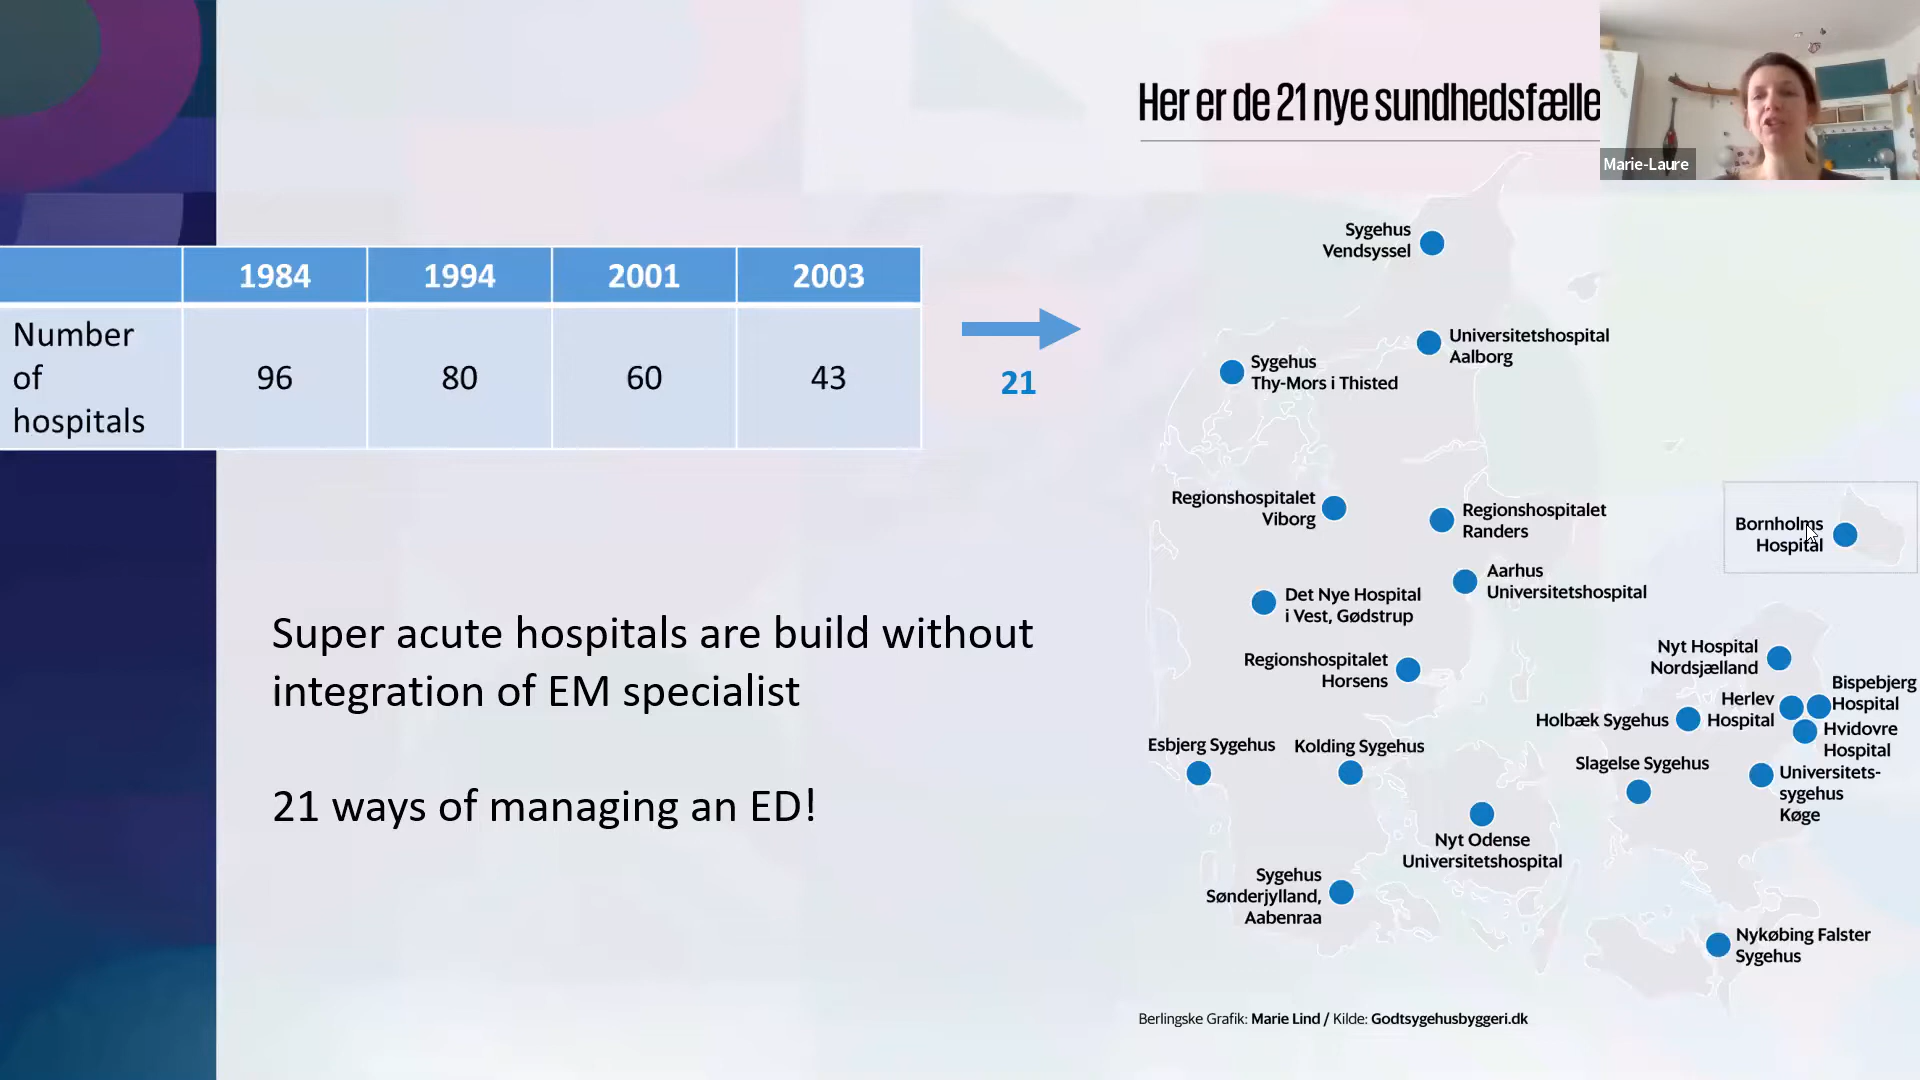 Her er de 21 nye sundhedsfælle
Marie-Laure
1984 1994 2001 2003
Number
of
hospitals
96 80 60 43
21
Super acute hospitals are build without
integration of EM specialist
21 ways of managing an ED!
Sygehus
Vendsyssel
Universitetshospital
Aalborg
Sygehus
Thy-Mors i Thisted
Regionshospitalet
Viborg
Regionshospitalet
Randers
Bornholms
Hospital
Aarhus
Universitetshospital
Det Nye Hospital
i Vest, Gødstrup
Regionshospitalet
Horsens
Nyt Hospital
Nordsjælland
Bispebjerg
Hospital
Herlev
Hospital
Holbæk Sygehus
Hvidovre
Hospital
Esbjerg Sygehus
Kolding Sygehus
Slagelse Sygehus
Universitets-
sygehus
Køge
Nyt Odense
Universitetshospital
Sygehus
Sønderjylland,
Aabenraa
Nykøbing Falster
Sygehus
Berlingske Grafik: Marie Lind / Kilde: Godtsygehusbyggeri.dk